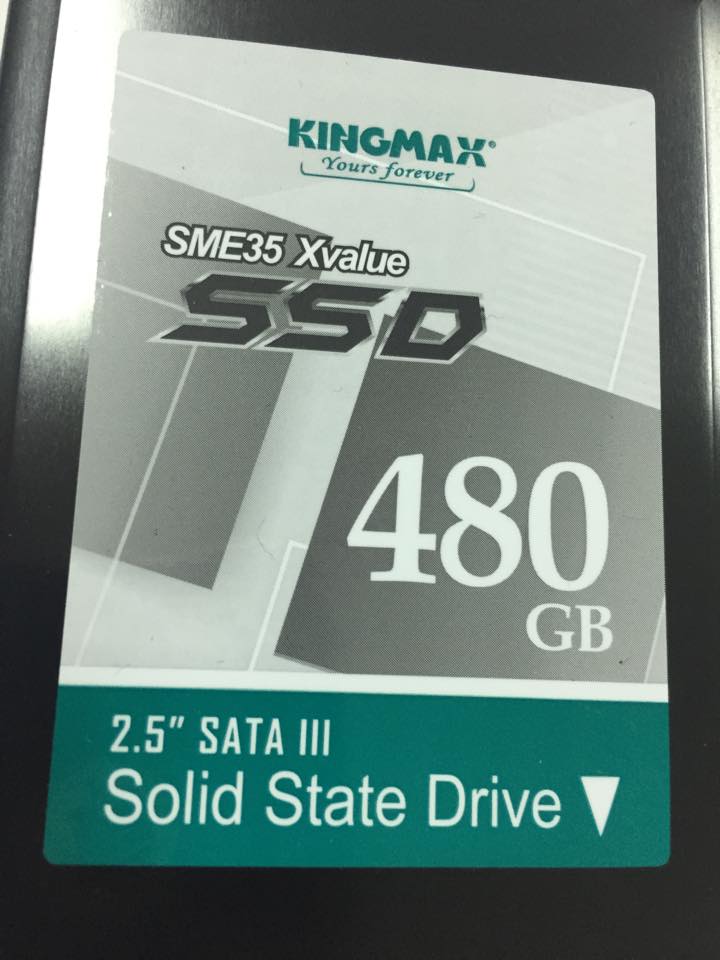 KINGMAX®
Yours forever
SME35 Xvalue
SSD
480
GB
2.5" SATA III
Solid State Drive ▼